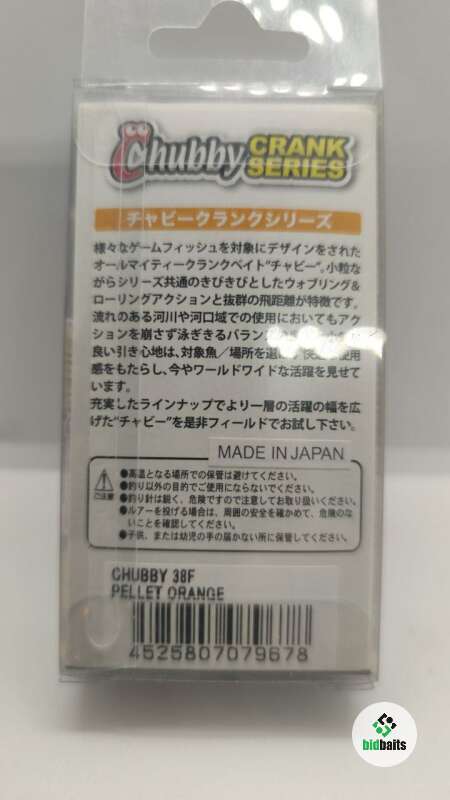 Chubby CRANK SERIES
チャビークランクシリーズ
様々なゲームフィッシュを対象にデザインをされた
オールマイティークランクベイト"チャビー"。小粒な
がらシリーズ共通のきびきびとしたウォブリング&
ローリングアクションと抜群の飛距離が特徴です。
流れのある河川や河口域での使用においてもアク
ションを崩さず泳ぎきるバランス
良い引き心地は、対象魚/場所を選 使用
感をもたらし、今やワールドワイドな活躍を見せて
います。
充実したラインナップでより一層の活躍の幅を広
げた"チャビー"を是非フィールドでお試し下さい。
MADE IN JAPAN
ご注意
●高温となる場所での保管は避けてください。
●釣り以外の目的でご使用にならないでください。
●釣り針は鋭く、危険ですので注意してお取り扱いください。
●ルアーを投げる場合は、周囲の安全を確かめて、危険のな
いことを確認してください。
●子供、または幼児の手の届かない所に保管してください。
CHUBBY 38F
PELLET ORANGE
4525807079678
bidbaits